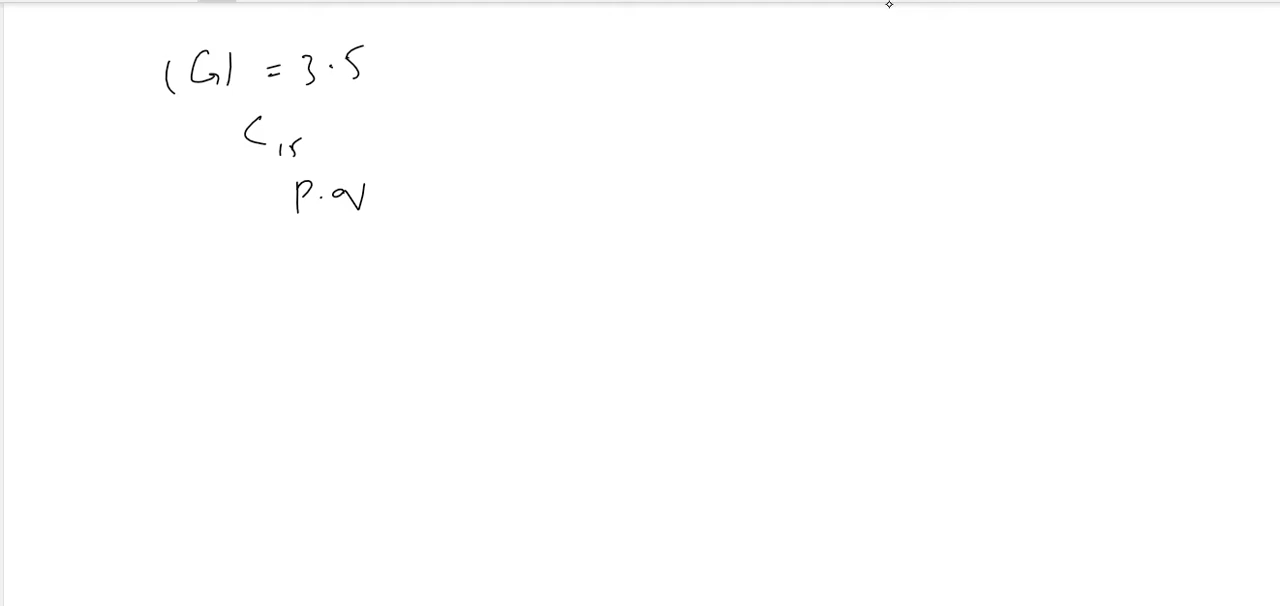 |G| = 3.5
C₁₅
p.q